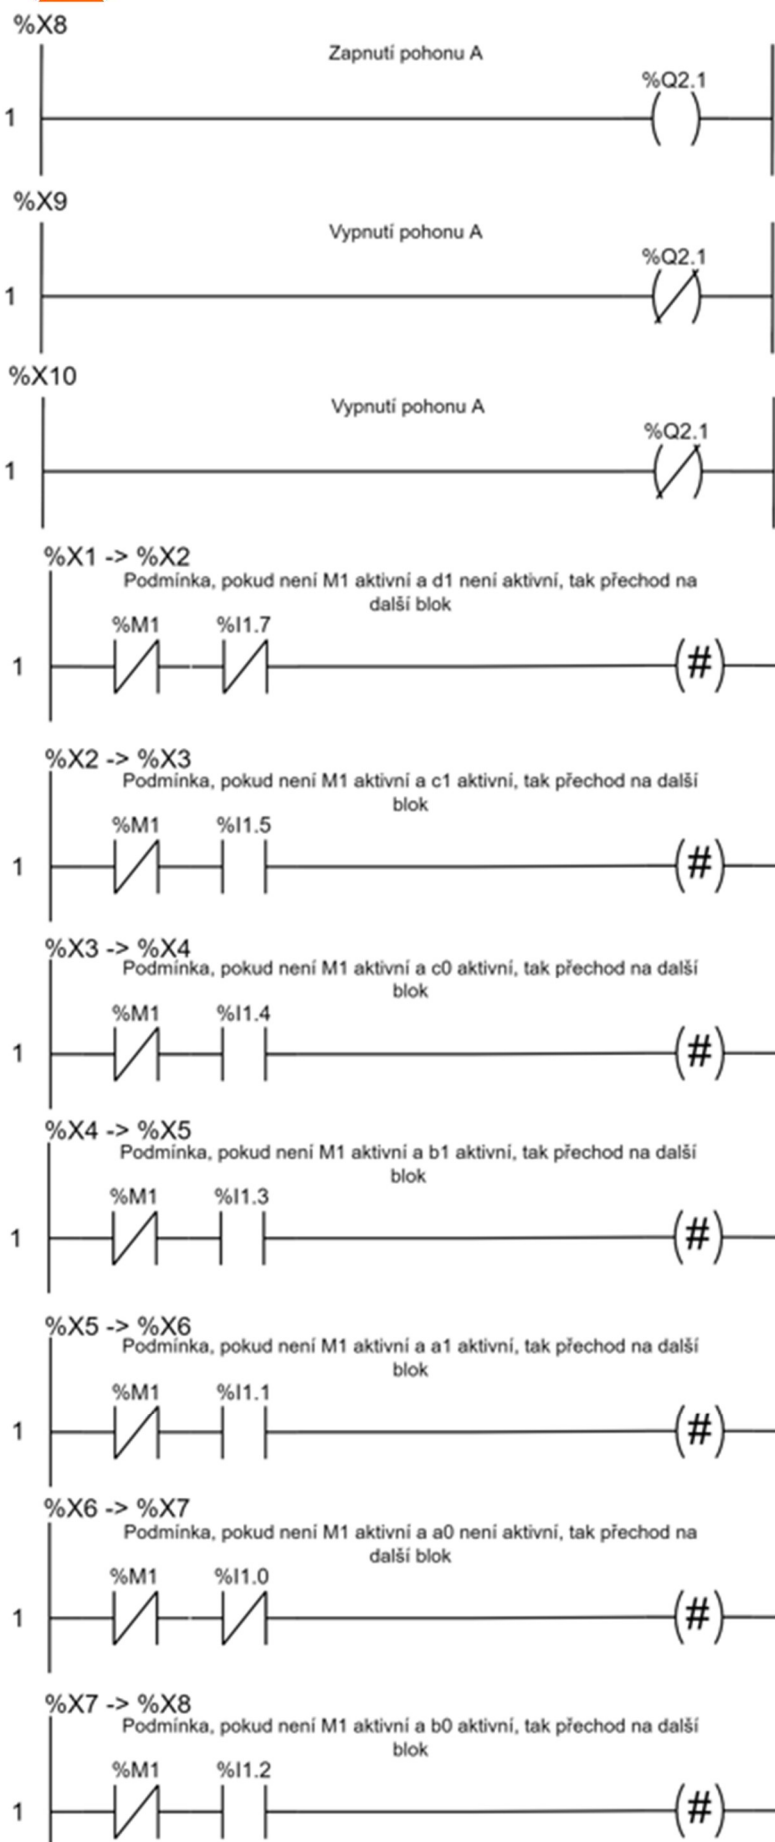 %X8
Zapnutí pohonu A
%Q2.1
1
%X9
Vypnutí pohonu A
%Q2.1
1
%X10
Vypnutí pohonu A
%Q2.1
1
%X1 -> %X2
Podmínka, pokud není M1 aktivní a d1 není aktivní, tak přechod na
další blok
%M1 %I1.7
1 (#)
%X2 -> %X3
Podmínka, pokud není M1 aktivní a c1 aktivní, tak přechod na další
blok
%M1 %I1.5
1 (#)
%X3 -> %X4
Podmínka, pokud není M1 aktivní a c0 aktivní, tak přechod na další
blok
%M1 %I1.4
1 (#)
%X4 -> %X5
Podmínka, pokud není M1 aktivní a b1 aktivní, tak přechod na další
blok
%M1 %I1.3
1 (#)
%X5 -> %X6
Podmínka, pokud není M1 aktivní a a1 aktivní, tak přechod na další
blok
%M1 %I1.1
1 (#)
%X6 -> %X7
Podmínka, pokud není M1 aktivní a a0 není aktivní, tak přechod na
další blok
%M1 %I1.0
1 (#)
%X7 -> %X8
Podmínka, pokud není M1 aktivní a b0 aktivní, tak přechod na další
blok
%M1 %I1.2
1 (#)